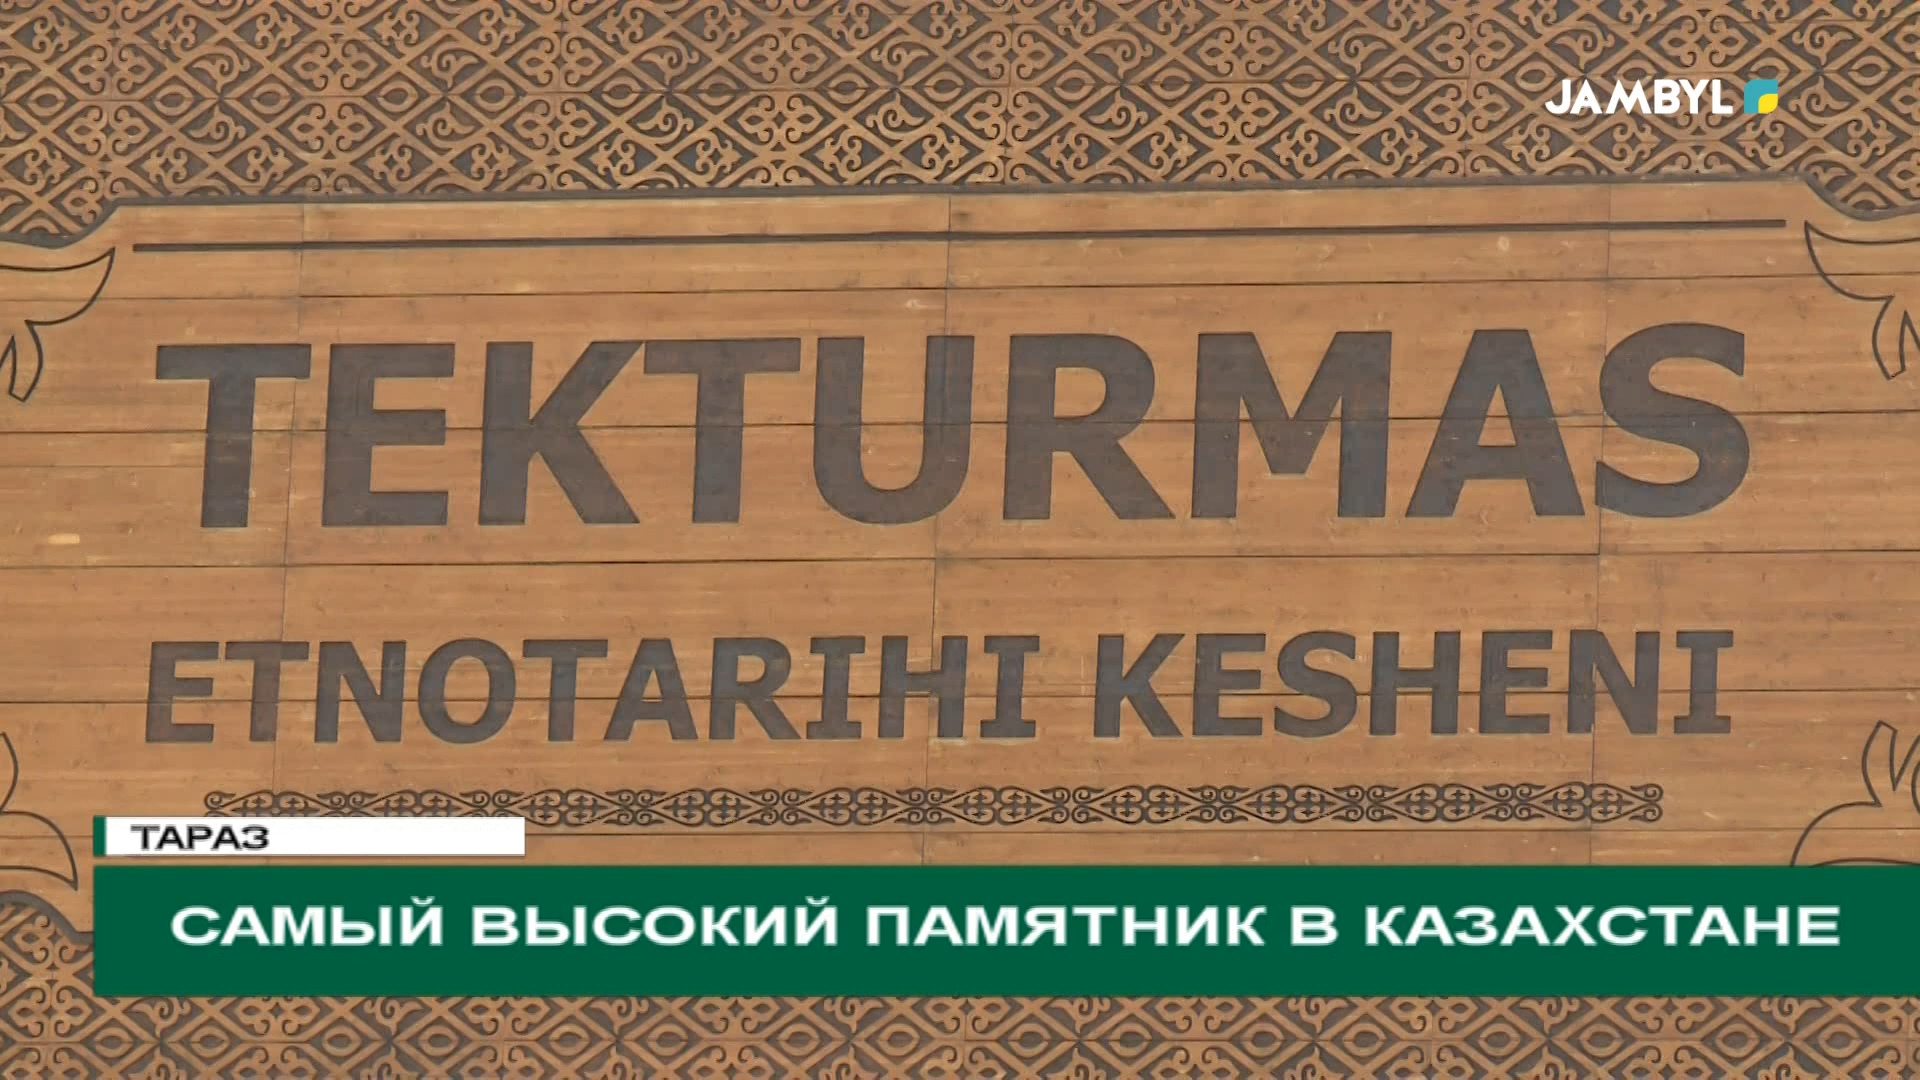 JAMBYL
TEKTURMAS
ETNOTARIHI KESHENI
ТАРАЗ
САМЫЙ ВЫСОКИЙ ПАМЯТНИК В КАЗАХСТАНЕ